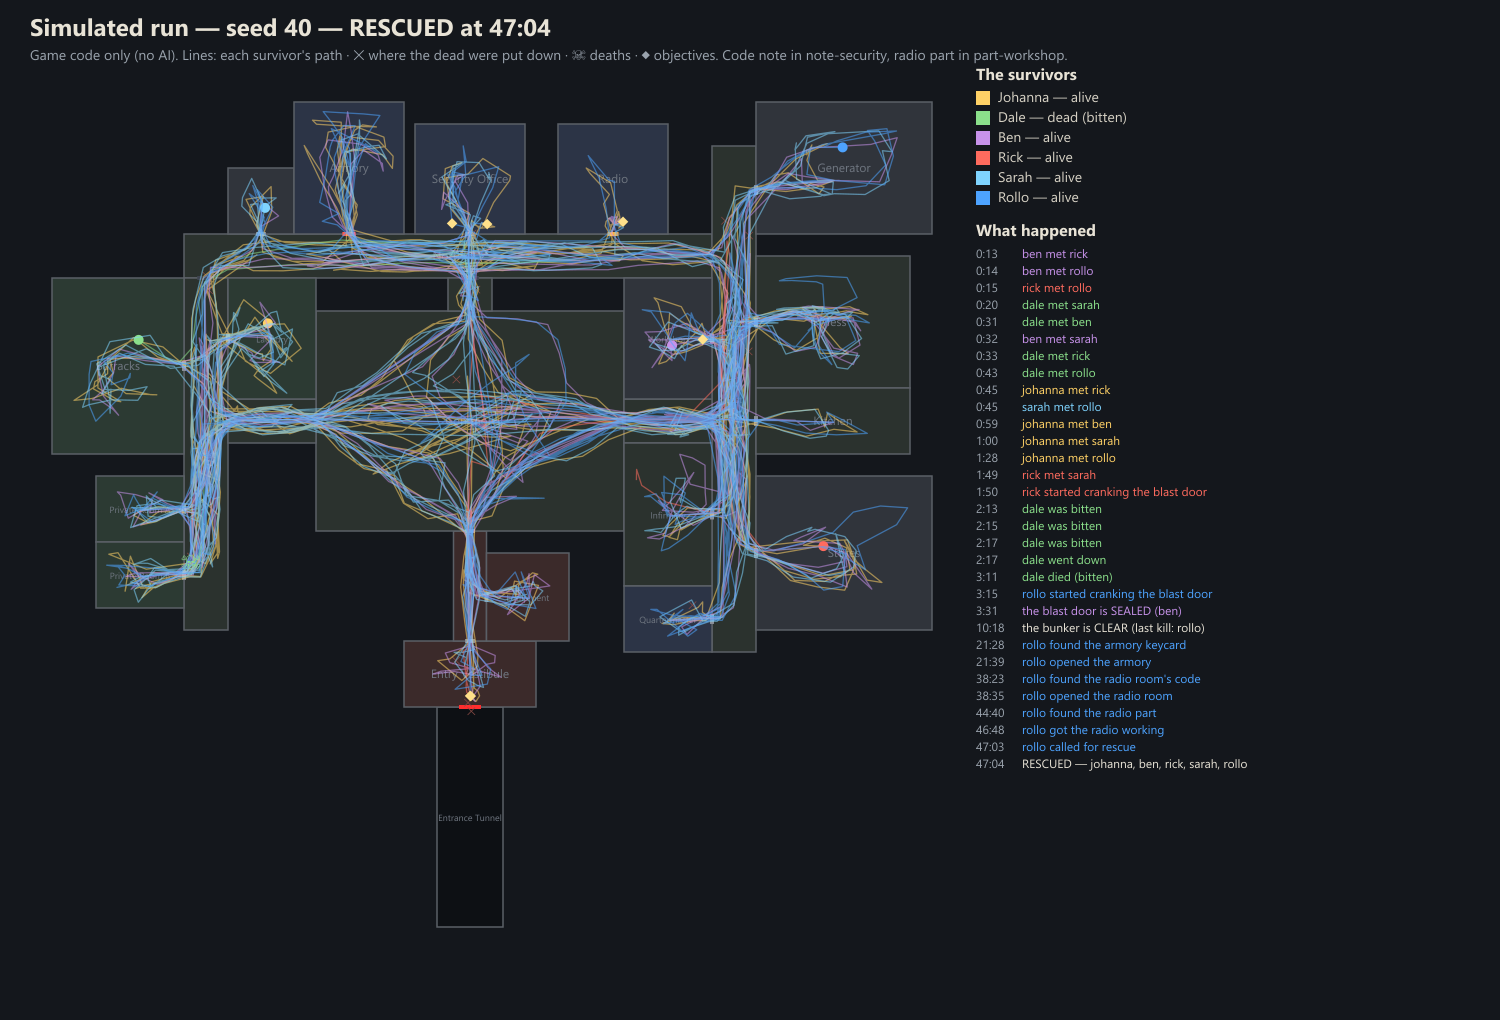 Simulated run — seed 40 — RESCUED at 47:04
Game code only (no AI). Lines: each survivor's path · ✕ where the dead were put down · ☠ deaths · ◆ objectives. Code note in note-security, radio part in part-workshop.
The survivors
Johanna — alive
Dale — dead (bitten)
Ben — alive
Rick — alive
Sarah — alive
Rollo — alive
What happened
0:13 ben met rick
0:14 ben met rollo
0:15 rick met rollo
0:20 dale met sarah
0:31 dale met ben
0:32 ben met sarah
0:33 dale met rick
0:43 dale met rollo
0:45 johanna met rick
0:45 sarah met rollo
0:59 johanna met ben
1:00 johanna met sarah
1:28 johanna met rollo
1:49 rick met sarah
1:50 rick started cranking the blast door
2:13 dale was bitten
2:15 dale was bitten
2:17 dale was bitten
2:17 dale went down
3:11 dale died (bitten)
3:15 rollo started cranking the blast door
3:31 the blast door is SEALED (ben)
10:18 the bunker is CLEAR (last kill: rollo)
21:28 rollo found the armory keycard
21:39 rollo opened the armory
38:23 rollo found the radio room's code
38:35 rollo opened the radio room
44:40 rollo found the radio part
46:48 rollo got the radio working
47:03 rollo called for rescue
47:04 RESCUED — johanna, ben, rick, sarah, rollo
Armory
Security Office
Radio
Generator
Barracks
Mess
Kitchen
Entry Vestibule
Entrance Tunnel